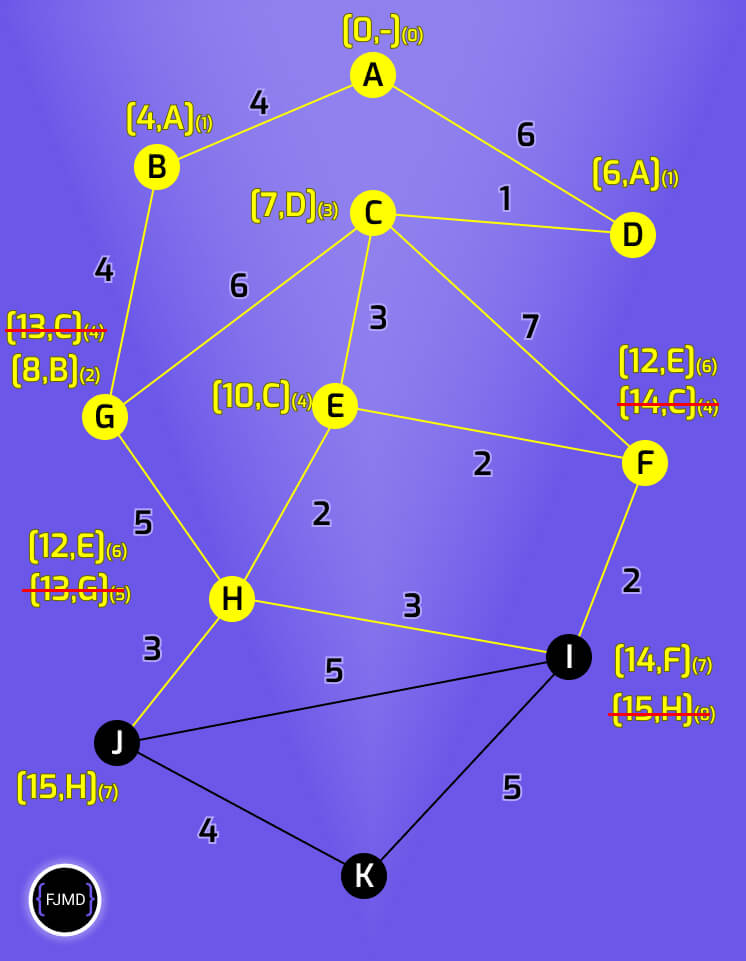 [0,-](0)
A
4
[4,A](1)
6
B
[6,A](1)
[7,D](3)
C
1
D
4
6
3
7
[13,C](4)
[8,B](2)
[12,E](6)
[14,C](4)
[10,C](4)
E
G
2
F
5
2
[12,E](6)
[13,G](5)
2
H
3
3
I
[14,F](7)
5
[15,H](8)
J
[15,H](7)
5
4
K
{FJMD}